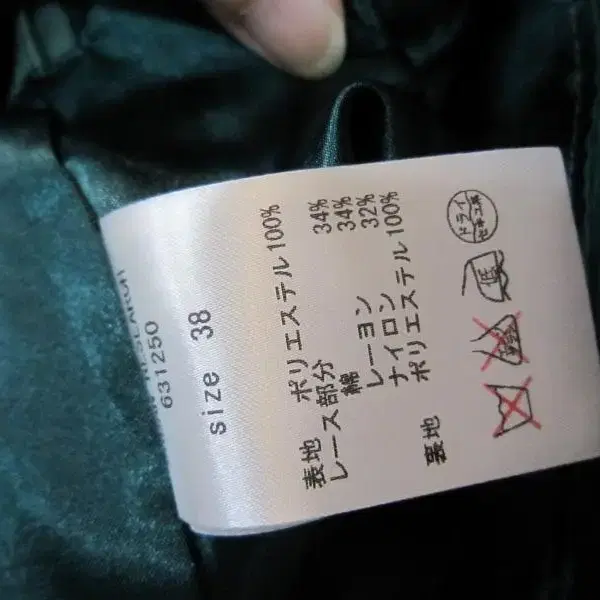 631250
size 38
表地 ポリエステル100%
レース部分
綿 34%
レーヨン 34%
ナイロン 32%
裏地 ポリエステル100%
ドライ
低